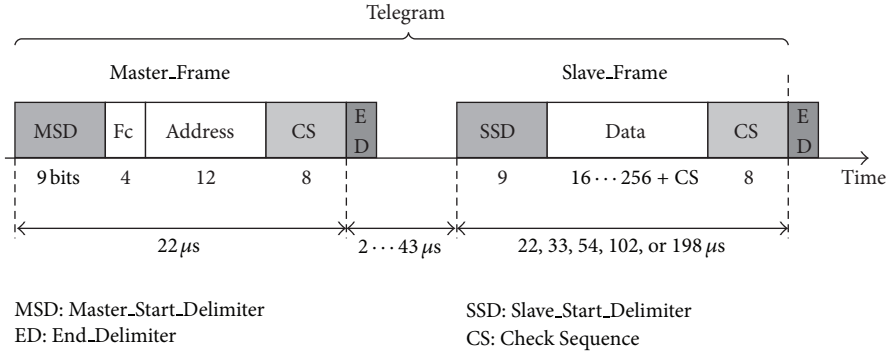 Telegram
Master_Frame Slave_Frame
MSD Fc Address CS E D SSD Data CS E D
9 bits 4 12 8 9 16 ··· 256 + CS 8 Time
22 μs 2 ··· 43 μs 22, 33, 54, 102, or 198 μs
MSD: Master_Start_Delimiter SSD: Slave_Start_Delimiter
ED: End_Delimiter CS: Check Sequence